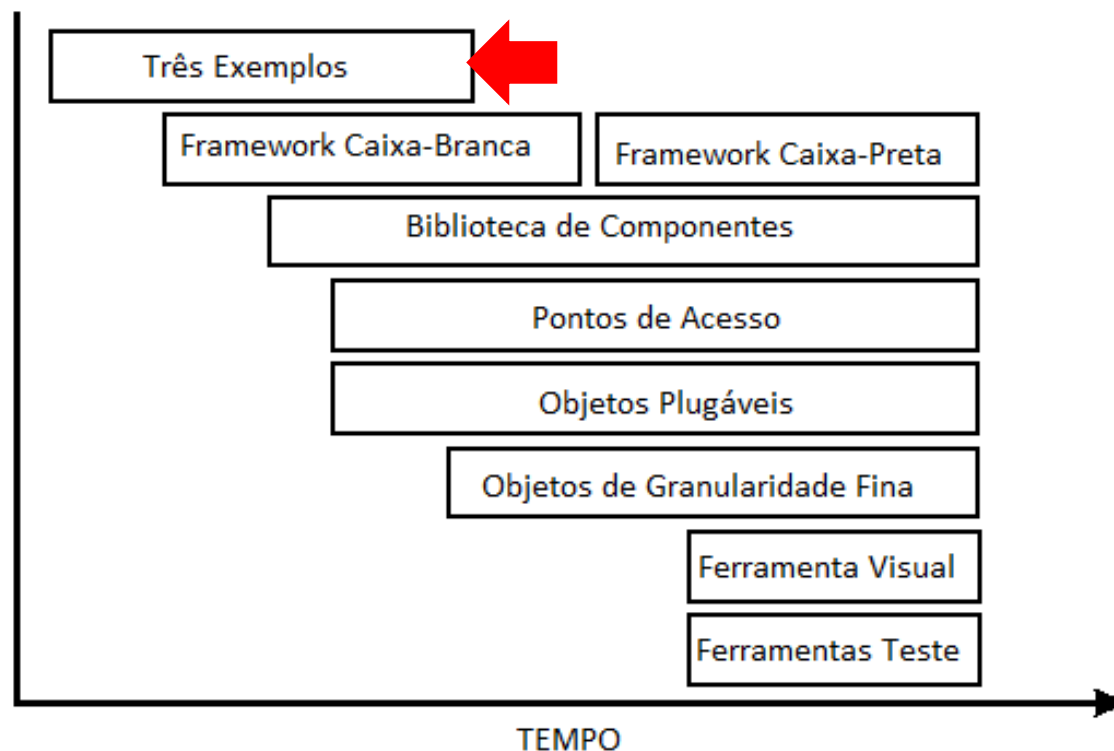 Três Exemplos
Framework Caixa-Branca
Framework Caixa-Preta
Biblioteca de Componentes
Pontos de Acesso
Objetos Plugáveis
Objetos de Granularidade Fina
Ferramenta Visual
Ferramentas Teste
TEMPO